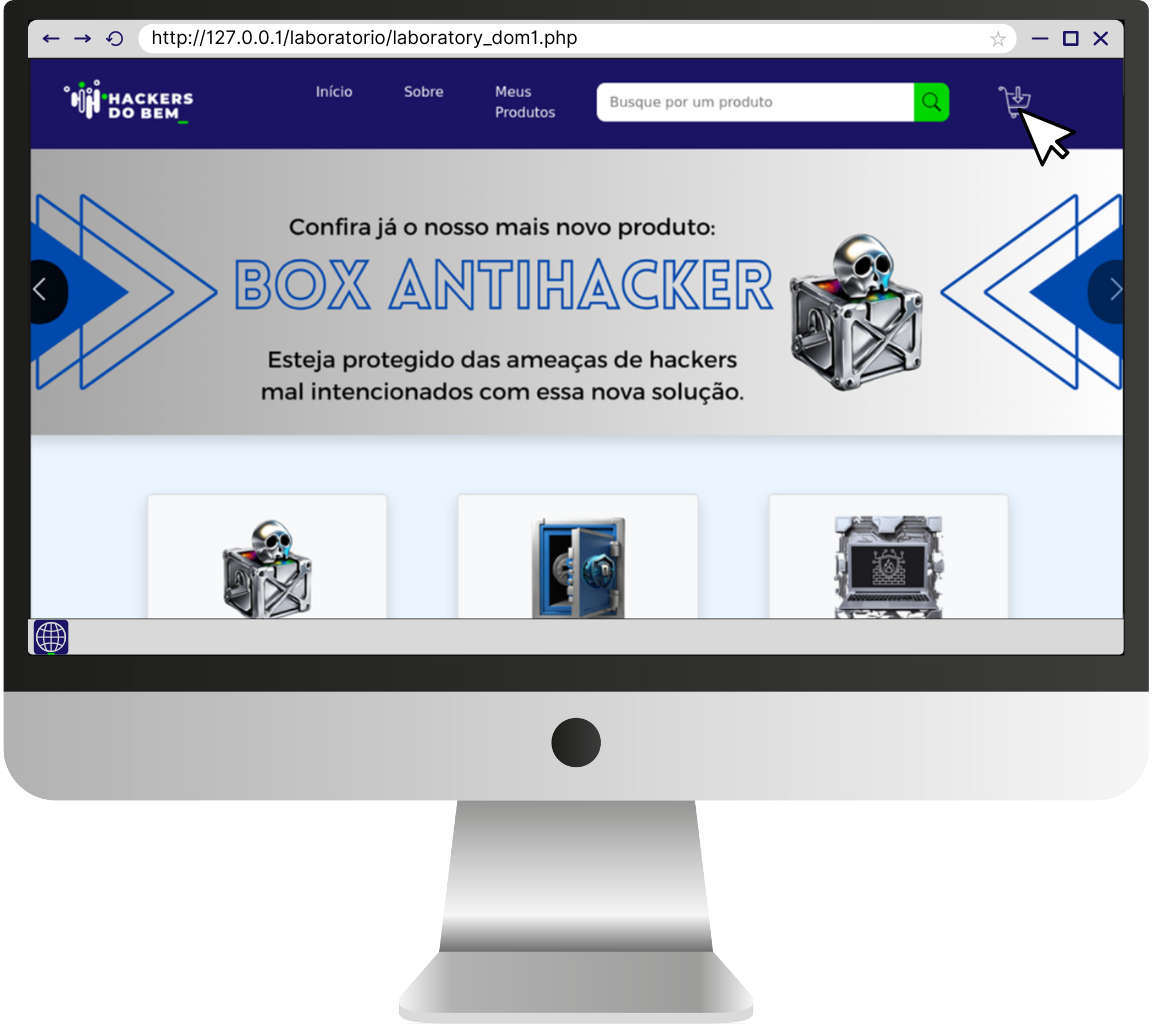 http://127.0.0.1/laboratorio/laboratory_dom1.php
HACKERS
DO BEM_
Início
Sobre
Meus
Produtos
Busque por um produto
Confira já o nosso mais novo produto:
BOX ANTIHACKER
Esteja protegido das ameaças de hackers
mal intencionados com essa nova solução.